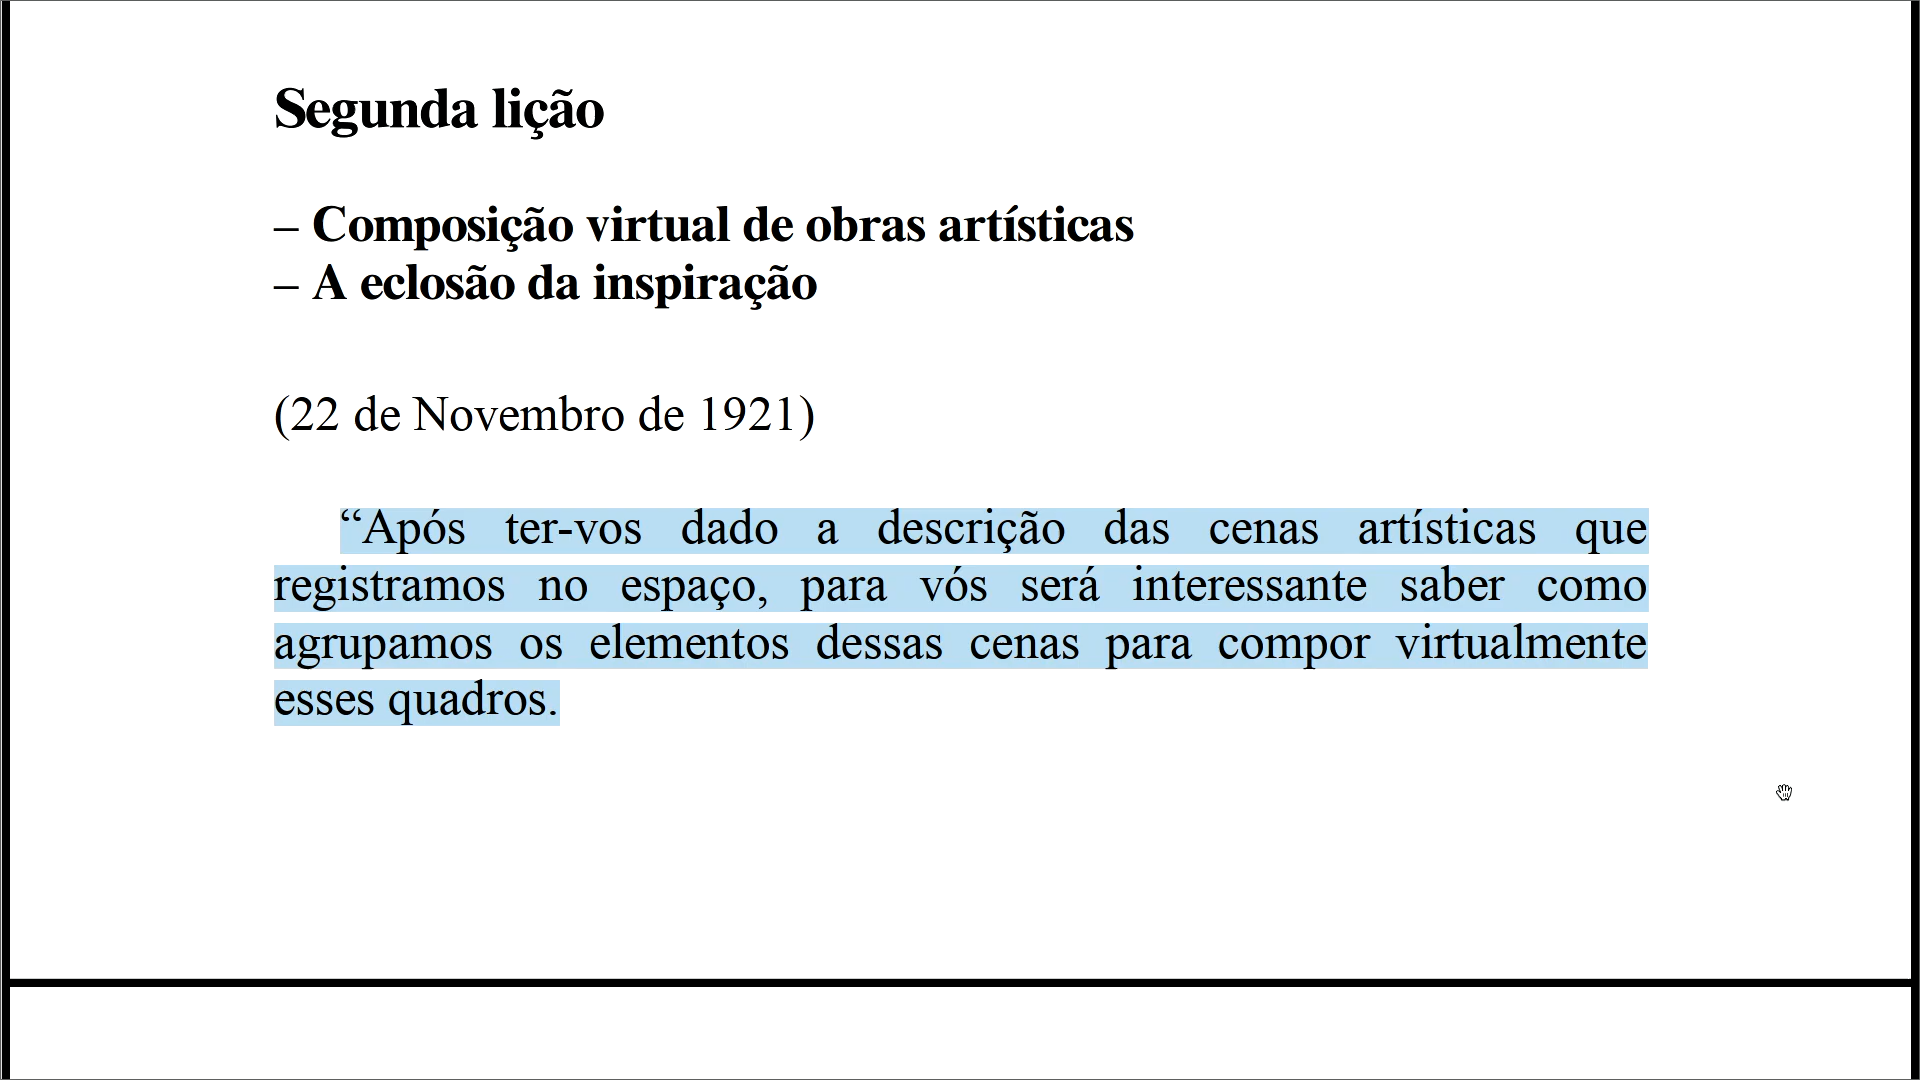 Segunda lição
– Composição virtual de obras artísticas
– A eclosão da inspiração
(22 de Novembro de 1921)
“Após ter-vos dado a descrição das cenas artísticas que
registramos no espaço, para vós será interessante saber como
agrupamos os elementos dessas cenas para compor virtualmente
esses quadros.